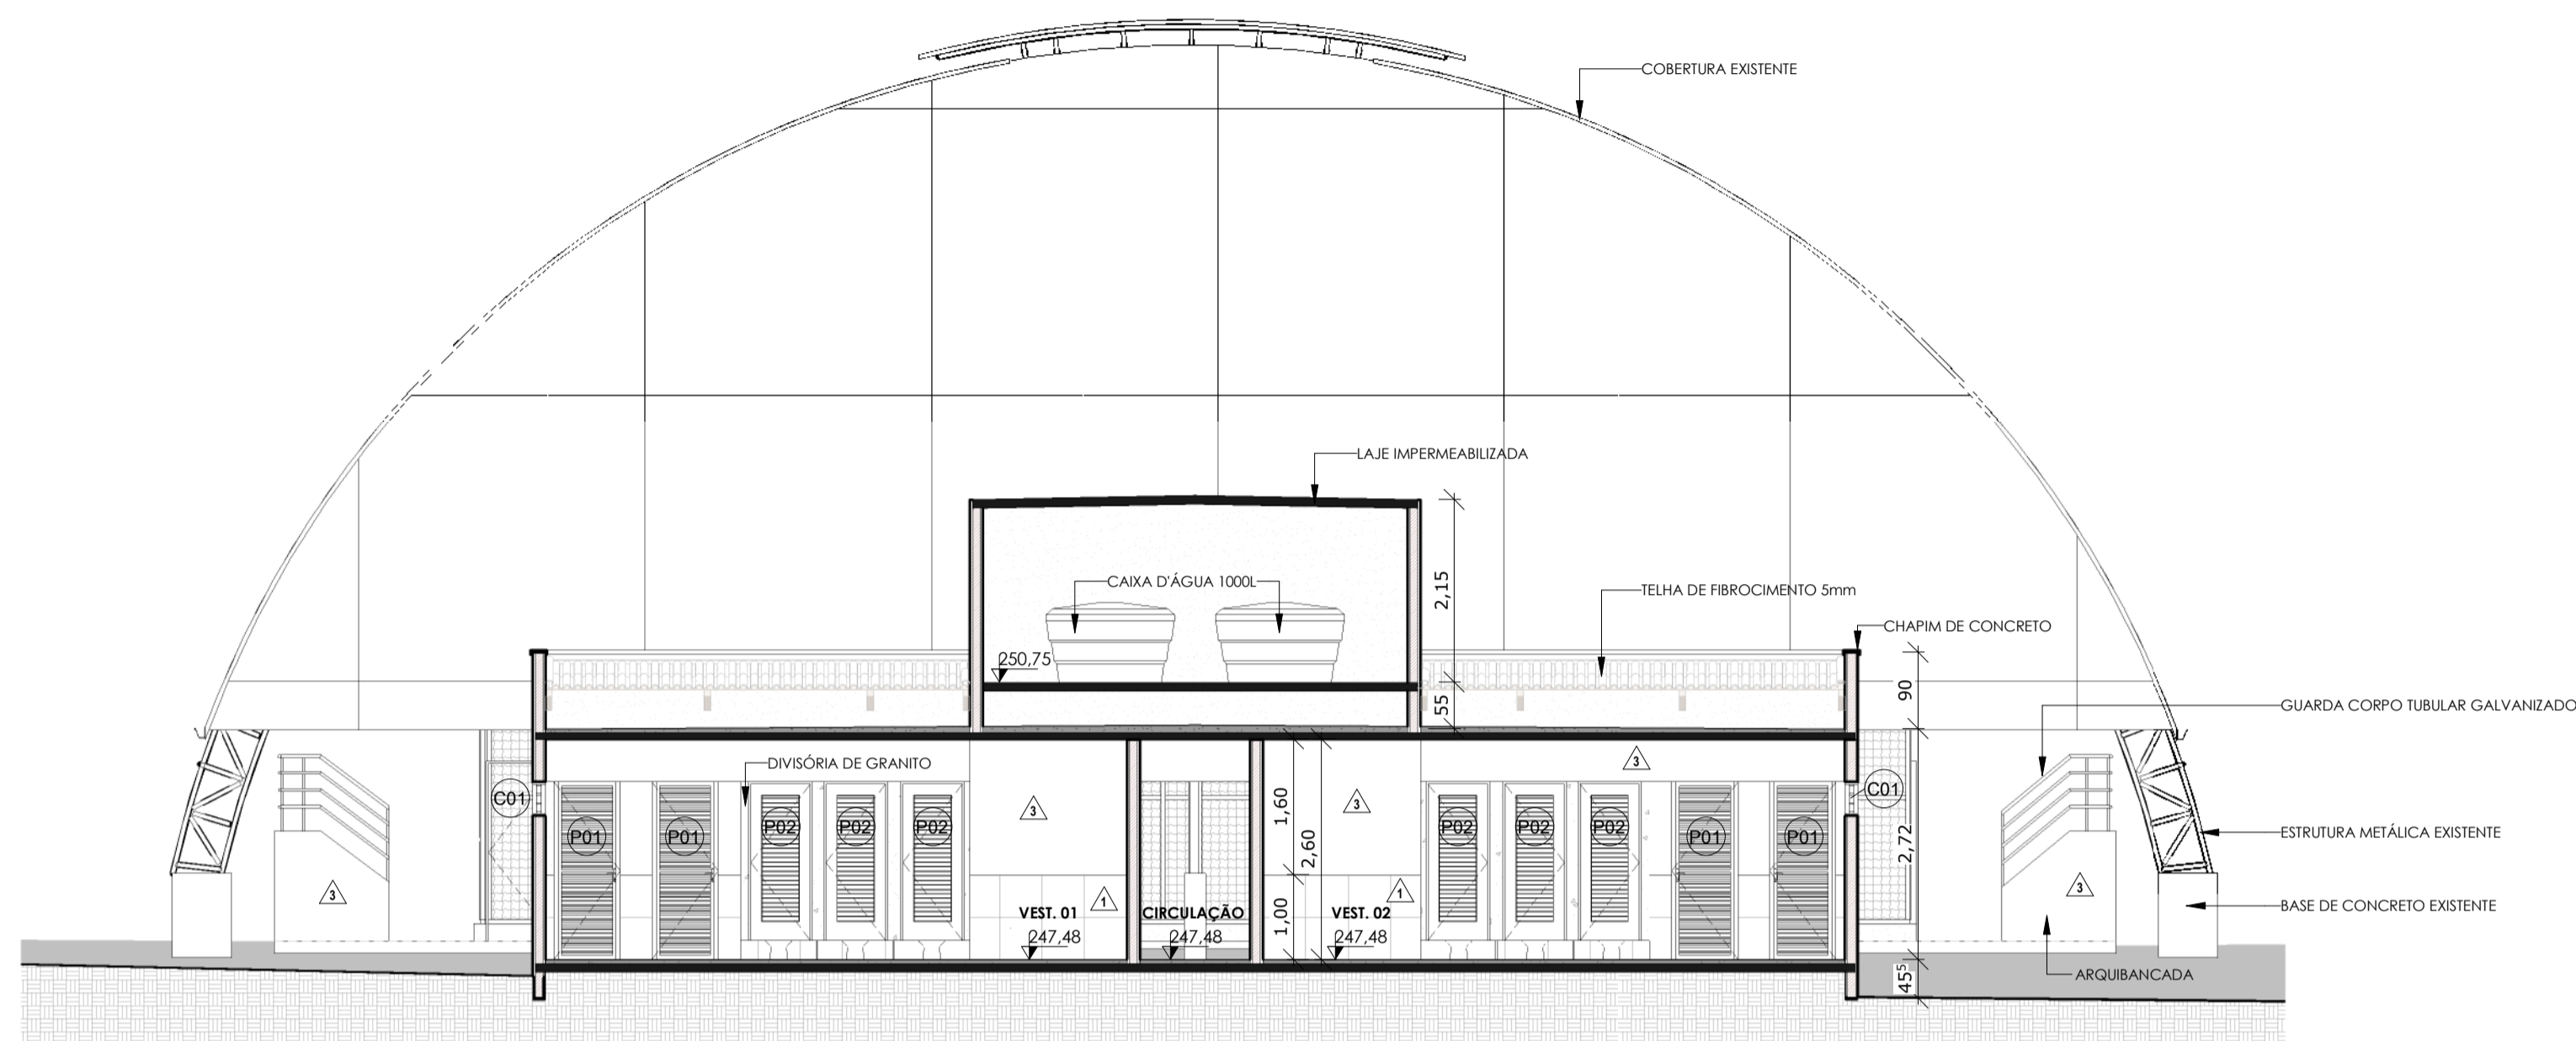 COBERTURA EXISTENTE
LAJE IMPERMEABILIZADA
CAIXA D'ÁGUA 1000L
2,15
TELHA DE FIBROCIMENTO 5mm
CHAPIM DE CONCRETO
250,75
55
90
GUARDA CORPO TUBULAR GALVANIZADO
DIVISÓRIA DE GRANITO
3
C01
C01
P01
P01
P02
P02
P02
3
1,60
2,60
3
P02
P02
P02
P01
P01
2,72
ESTRUTURA METÁLICA EXISTENTE
3
1
1
3
VEST. 01
CIRCULAÇÃO
VEST. 02
1,00
BASE DE CONCRETO EXISTENTE
247,48
247,48
247,48
45⁵
ARQUIBANCADA